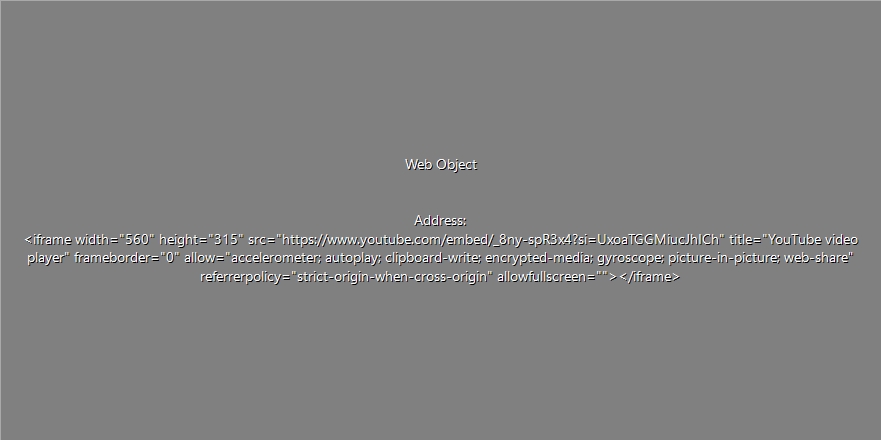 Web Object
Address:
<iframe width="560" height="315" src="https://www.youtube.com/embed/_8ny-spR3x4?si=UxoaTGGMiucJhICh" title="YouTube video
player" frameborder="0" allow="accelerometer; autoplay; clipboard-write; encrypted-media; gyroscope; picture-in-picture; web-share"
referrerpolicy="strict-origin-when-cross-origin" allowfullscreen=""></iframe>